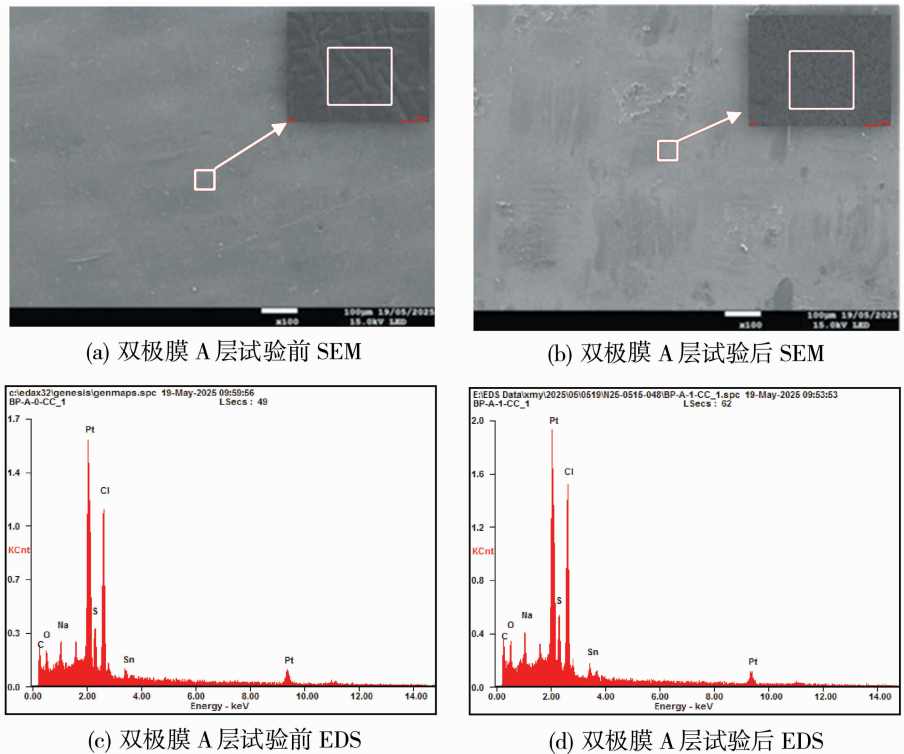 100μm 19/05/2025
x100 15.0kV LED
100μm 19/05/2025
x100 15.0kV LED
(a) 双极膜 A 层试验前 SEM
(b) 双极膜 A 层试验后 SEM
c:\edax32\genesis\genmaps.spc 19-May-2025 09:59:56
BP-A-0-CC_1 LSecs : 49
1.7
1.4
1.0
0.7
0.3
0.0
KCnt
C
O
Na
Pt
S
Cl
Sn
Pt
0.00 2.00 4.00 6.00 8.00 10.00 12.00 14.00
Energy - keV
E:\EDS Data\xmy\2025\05\0519\N25-0515-048\BP-A-1-CC_1.spc 19-May-2025 09:53:53
BP-A-1-CC_1 LSecs : 62
2.0
1.6
1.2
0.8
0.4
0.0
KCnt
C
O
Na
Pt
S
Cl
Sn
Pt
0.00 2.00 4.00 6.00 8.00 10.00 12.00 14.00
Energy - keV
(c) 双极膜 A 层试验前 EDS
(d) 双极膜 A 层试验后 EDS